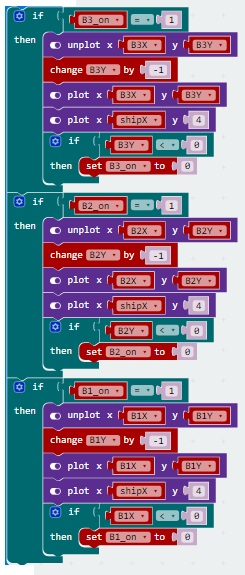 if B3_on = 1
then unplot x B3X y B3Y
change B3Y by -1
plot x B3X y B3Y
plot x shipX y 4
if B3Y < 0
then set B3_on to 0
if B2_on = 1
then unplot x B2X y B2Y
change B2Y by -1
plot x B2X y B2Y
plot x shipX y 4
if B2Y < 0
then set B2_on to 0
if B1_on = 1
then unplot x B1X y B1Y
change B1Y by -1
plot x B1X y B1Y
plot x shipX y 4
if B1X < 0
then set B1_on to 0